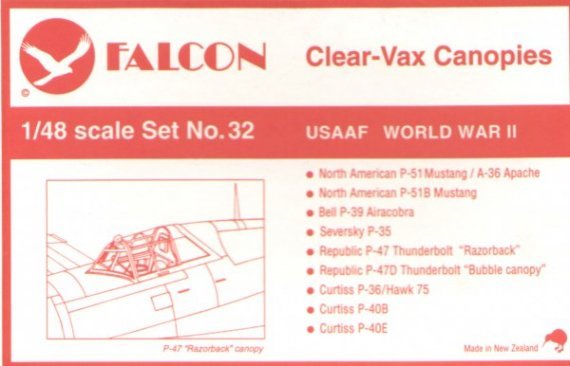 FALCON
Clear-Vax Canopies
©
1/48 scale Set No.32
USAAF WORLD WAR II
North American P-51 Mustang / A-36 Apache
North American P-51B Mustang
Bell P-39 Airacobra
Seversky P-35
Republic P-47 Thunderbolt "Razorback"
Republic P-47D Thunderbolt "Bubble canopy"
Curtiss P-36/Hawk 75
Curtiss P-40B
Curtiss P-40E
P-47 "Razorback" canopy
Made in New Zealand